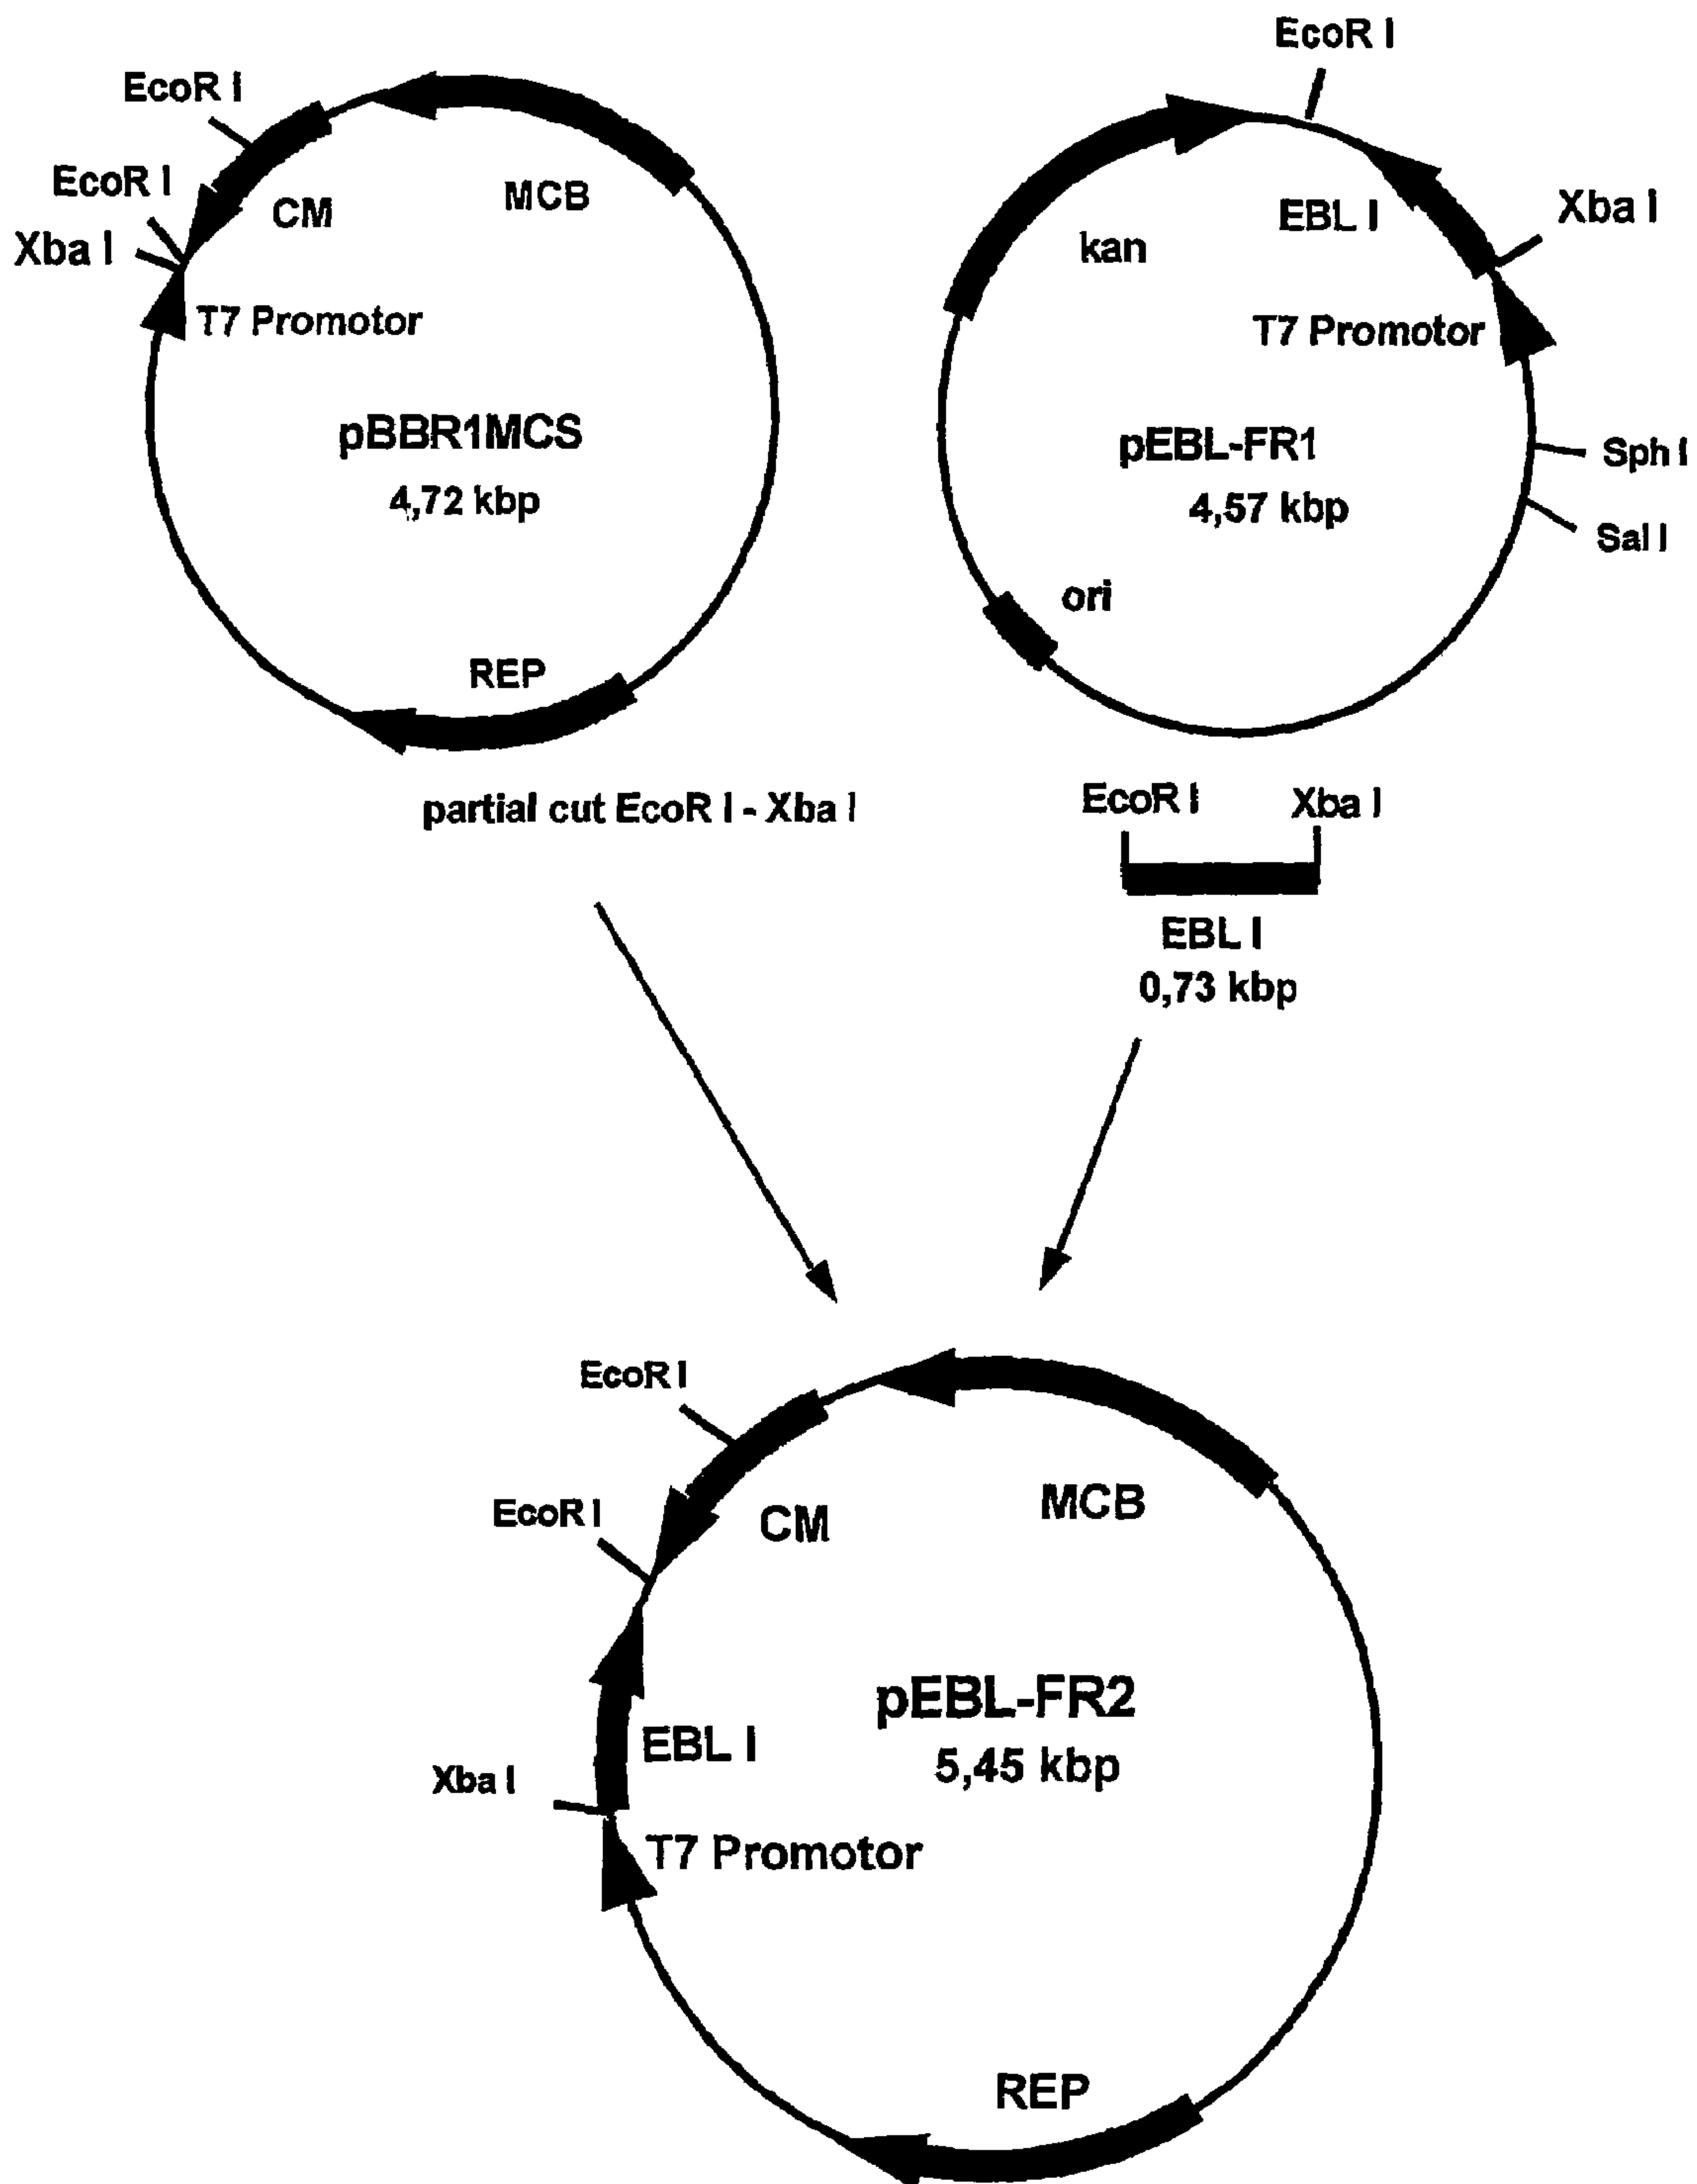 EcoR I
EcoR I
Xba I
CM
MCB
T7 Promotor
pBBR1MCS
4,72 kbp
REP
partial cut EcoR I - Xba I
EcoR I
Xba I
EBL I
kan
T7 Promotor
pEBL-FR1
4,57 kbp
Sph I
Sal I
ori
EcoR I
Xba I
EBL I
0,73 kbp
EcoR I
EcoR I
CM
MCB
pEBL-FR2
5,45 kbp
EBL I
Xba I
T7 Promotor
REP